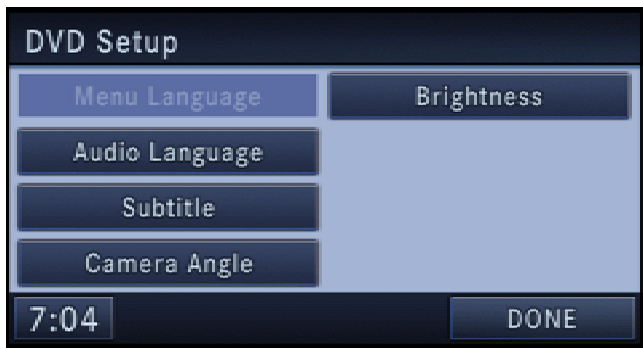 DVD Setup
Menu Language
Brightness
Audio Language
Subtitle
Camera Angle
7:04
DONE